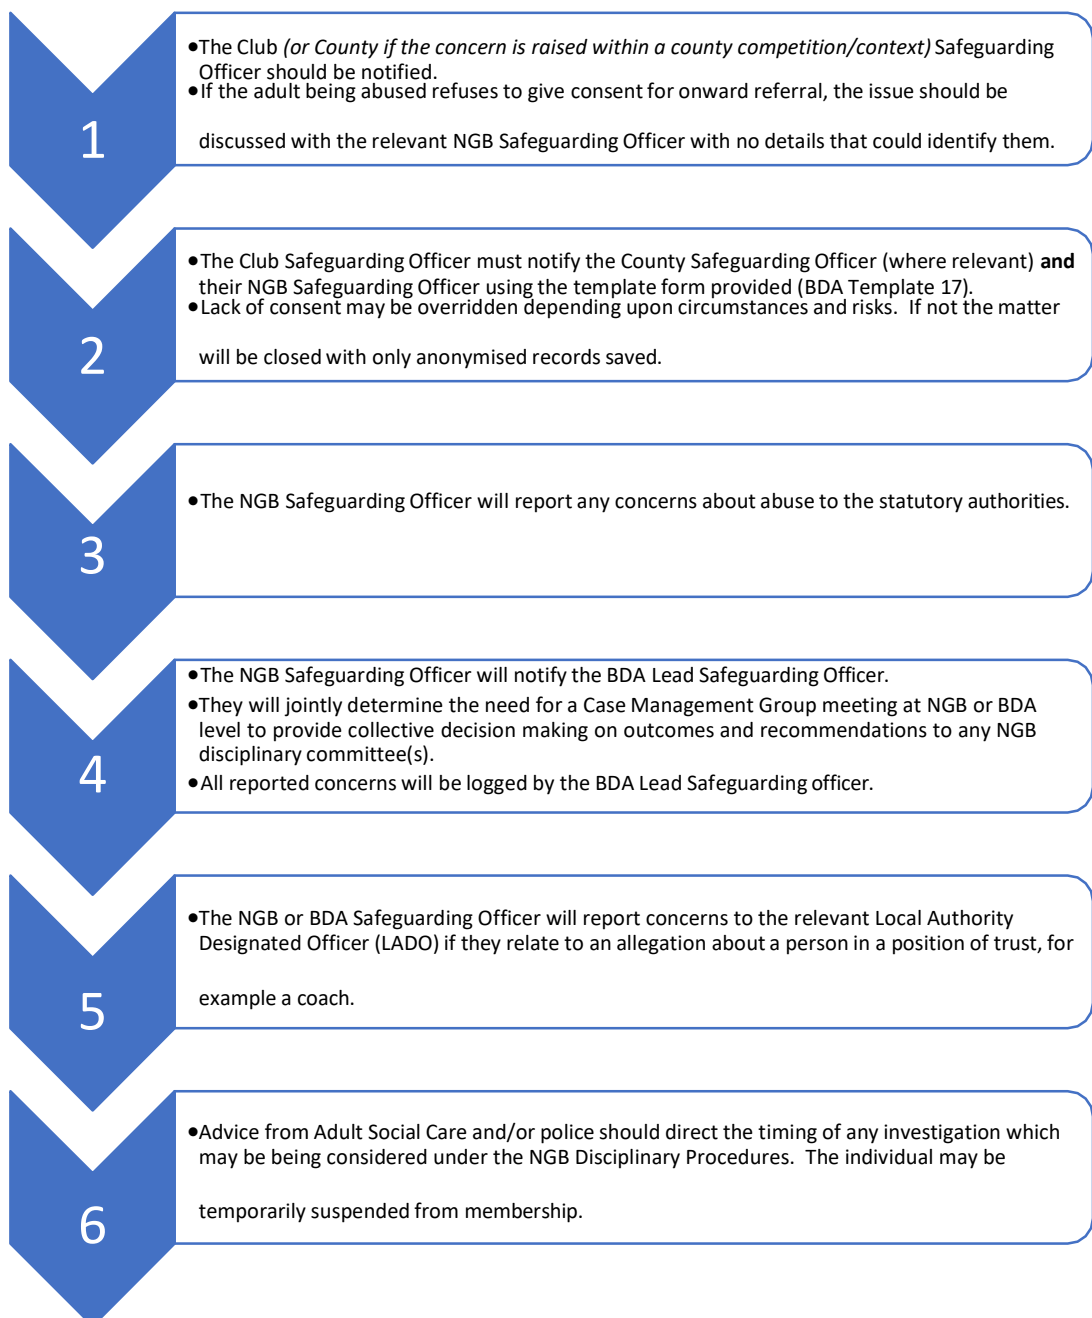 1
•The Club (or County if the concern is raised within a county competition/context) Safeguarding
Officer should be notified.
•If the adult being abused refuses to give consent for onward referral, the issue should be
discussed with the relevant NGB Safeguarding Officer with no details that could identify them.
2
•The Club Safeguarding Officer must notify the County Safeguarding Officer (where relevant) and
their NGB Safeguarding Officer using the template form provided (BDA Template 17).
•Lack of consent may be overridden depending upon circumstances and risks.  If not the matter
will be closed with only anonymised records saved.
3
•The NGB Safeguarding Officer will report any concerns about abuse to the statutory authorities.
4
•The NGB Safeguarding Officer will notify the BDA Lead Safeguarding Officer.
•They will jointly determine the need for a Case Management Group meeting at NGB or BDA
level to provide collective decision making on outcomes and recommendations to any NGB
disciplinary committee(s).
•All reported concerns will be logged by the BDA Lead Safeguarding officer.
5
•The NGB or BDA Safeguarding Officer will report concerns to the relevant Local Authority
Designated Officer (LADO) if they relate to an allegation about a person in a position of trust, for
example a coach.
6
•Advice from Adult Social Care and/or police should direct the timing of any investigation which
may be being considered under the NGB Disciplinary Procedures.  The individual may be
temporarily suspended from membership.